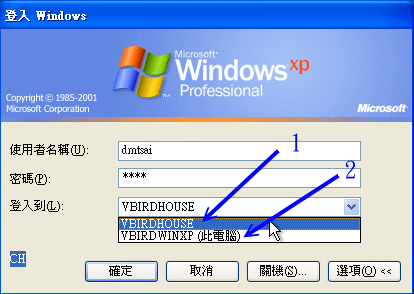 登入 Windows
Microsoft®
Windows xp
Professional
Copyright © 1985-2001
Microsoft Corporation
Microsoft
使用者名稱(U):
dmtsai
密碼(P):
****
登入到(L):
VBIRDHOUSE
VBIRDHOUSE
VBIRDWINXP (此電腦)
1
2
CH
確定
取消
關機(S)...
選項(O) <<